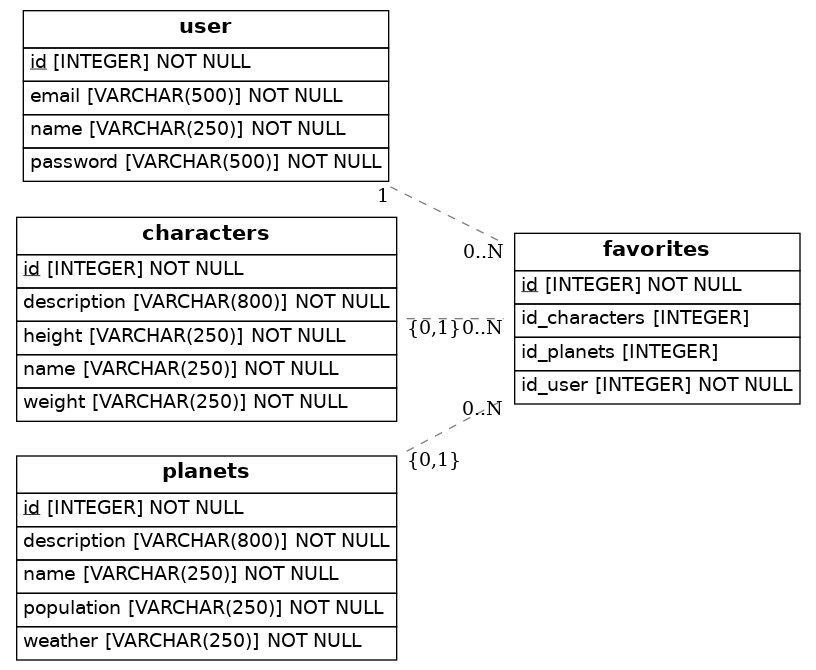 user
id [INTEGER] NOT NULL
email [VARCHAR(500)] NOT NULL
name [VARCHAR(250)] NOT NULL
password [VARCHAR(500)] NOT NULL
1
0..N
characters
id [INTEGER] NOT NULL
description [VARCHAR(800)] NOT NULL
height [VARCHAR(250)] NOT NULL
name [VARCHAR(250)] NOT NULL
weight [VARCHAR(250)] NOT NULL
{0,1}
0..N
favorites
id [INTEGER] NOT NULL
id_characters [INTEGER]
id_planets [INTEGER]
id_user [INTEGER] NOT NULL
0..N
{0,1}
planets
id [INTEGER] NOT NULL
description [VARCHAR(800)] NOT NULL
name [VARCHAR(250)] NOT NULL
population [VARCHAR(250)] NOT NULL
weather [VARCHAR(250)] NOT NULL